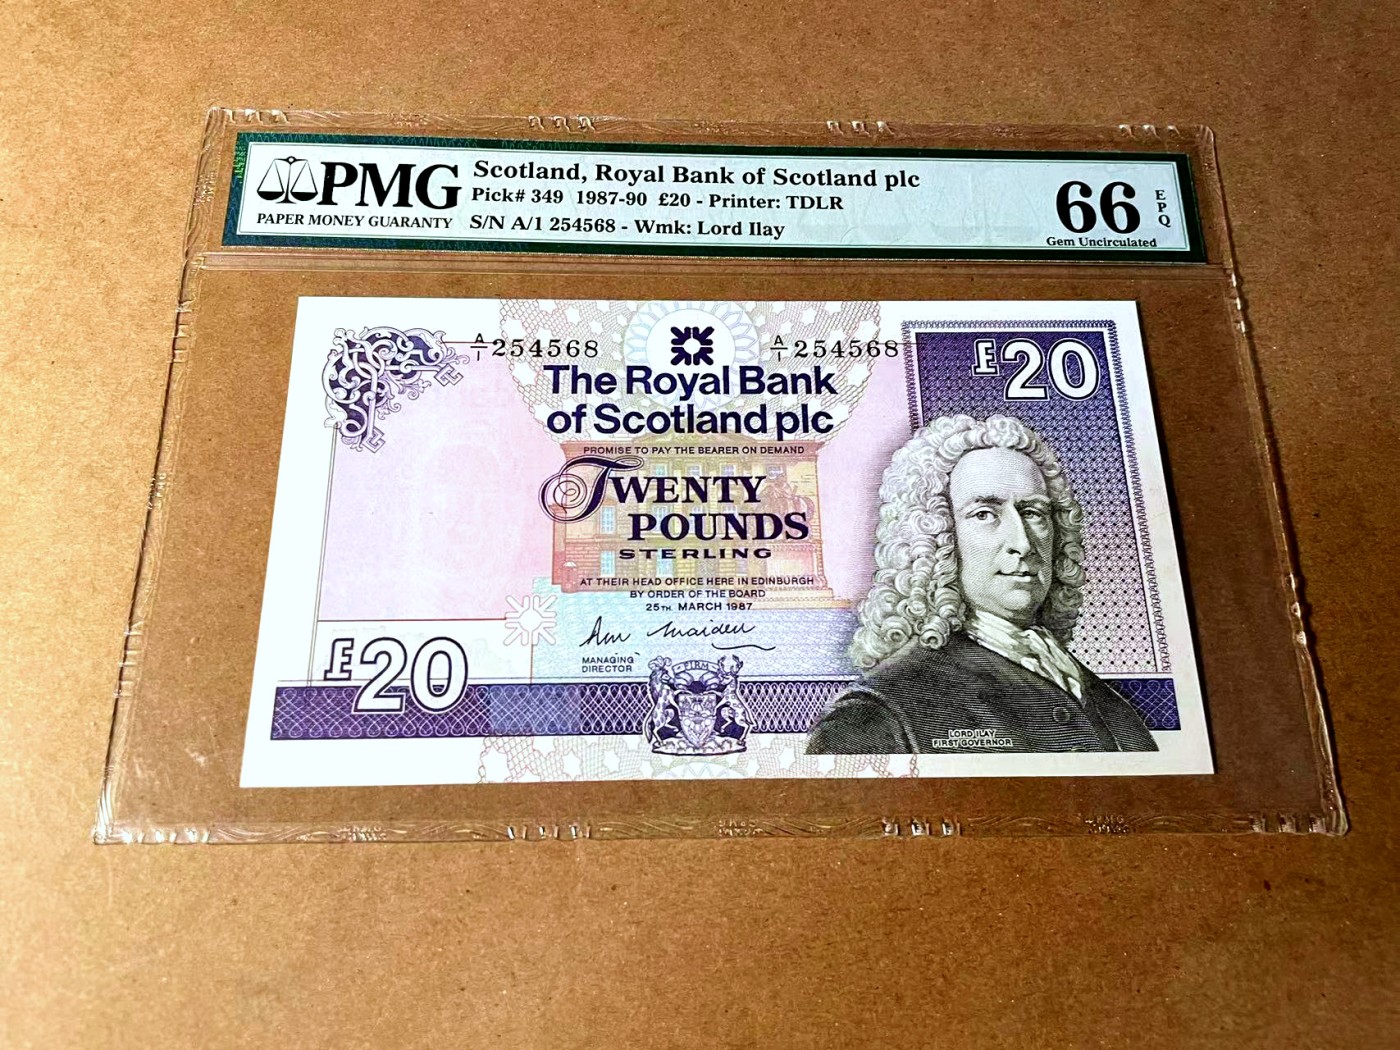 PMG
PAPER MONEY GUARANTY
Scotland, Royal Bank of Scotland plc
Pick# 349 1987-90 £20 - Printer: TDLR
S/N A/1 254568 - Wmk: Lord Ilay
66
EPQ
Gem Uncirculated
A/1 254568
A/1 254568
£20
The Royal Bank
of Scotland plc
PROMISE TO PAY THE BEARER ON DEMAND
TWENTY
POUNDS
STERLING
AT THEIR HEAD OFFICE HERE IN EDINBURGH
BY ORDER OF THE BOARD
25TH MARCH 1987
MANAGING
DIRECTOR
£20
FIRM
LORD ILAY
FIRST GOVERNOR